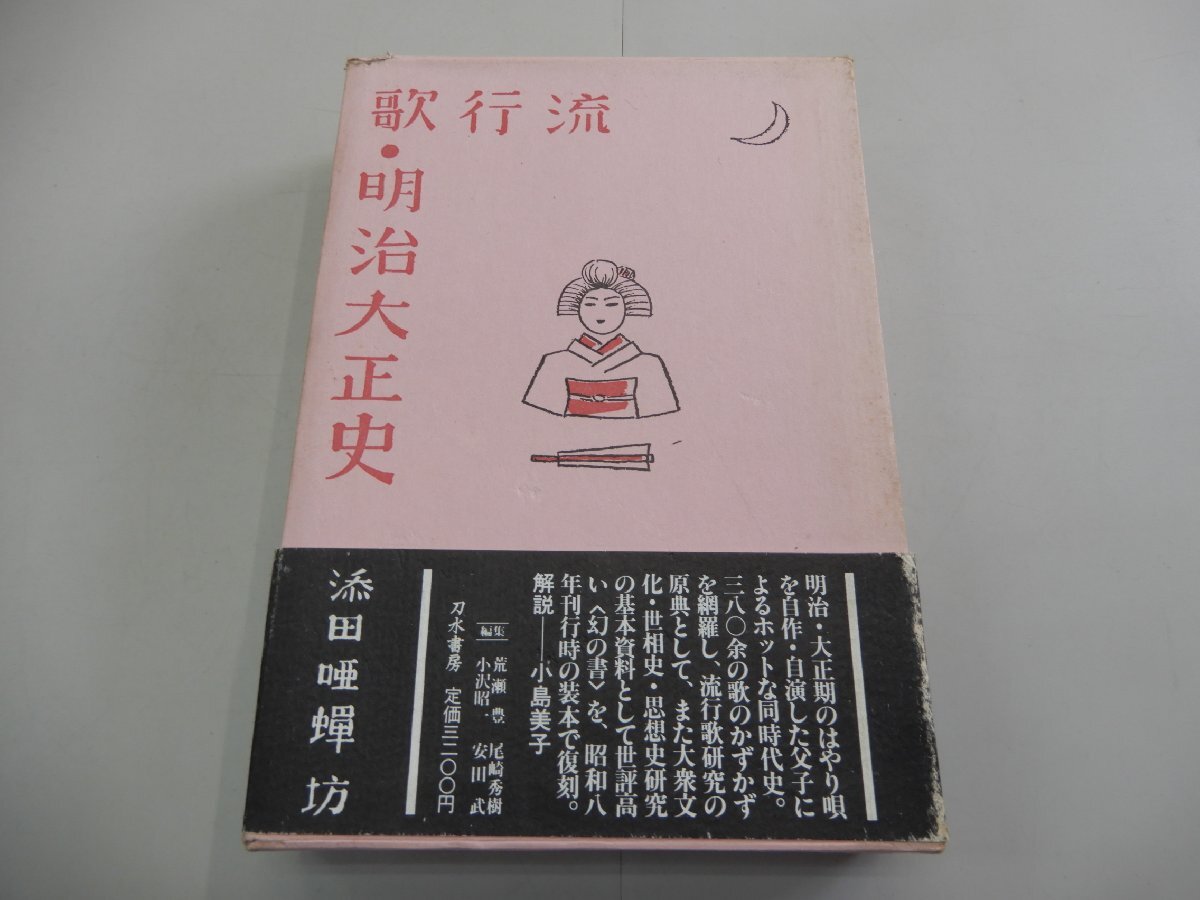 流行歌・明治大正史
明治・大正期のはやり唄
を自作・自演した父子に
よるホットな同時代史。
三八〇余の歌のかずかず
を網羅し、流行歌研究の
原典として、また大衆文
化・世相史・思想史研究
の基本資料として世評高
い〈幻の書〉を、昭和八
年刊行時の装本で復刻。
解説――小島美子
編集
荒瀬 豊 尾崎秀樹
小沢昭一 安田 武
刀水書房 定価三二〇〇円
添田唖蟬坊